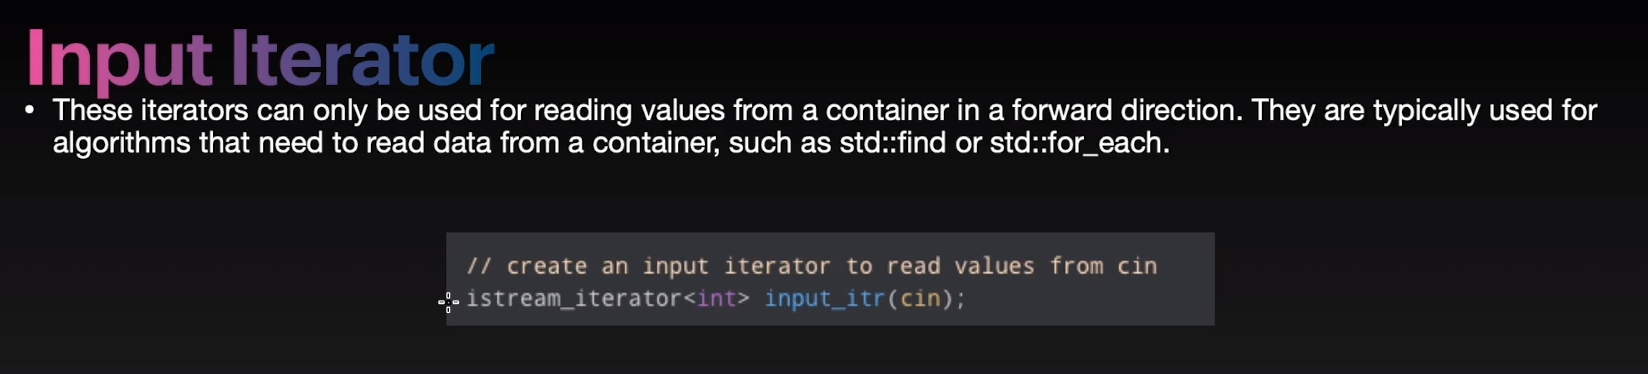 Input Iterator
• These iterators can only be used for reading values from a container in a forward direction. They are typically used for
algorithms that need to read data from a container, such as std::find or std::for_each.
// create an input iterator to read values from cin
istream_iterator<int> input_itr(cin);